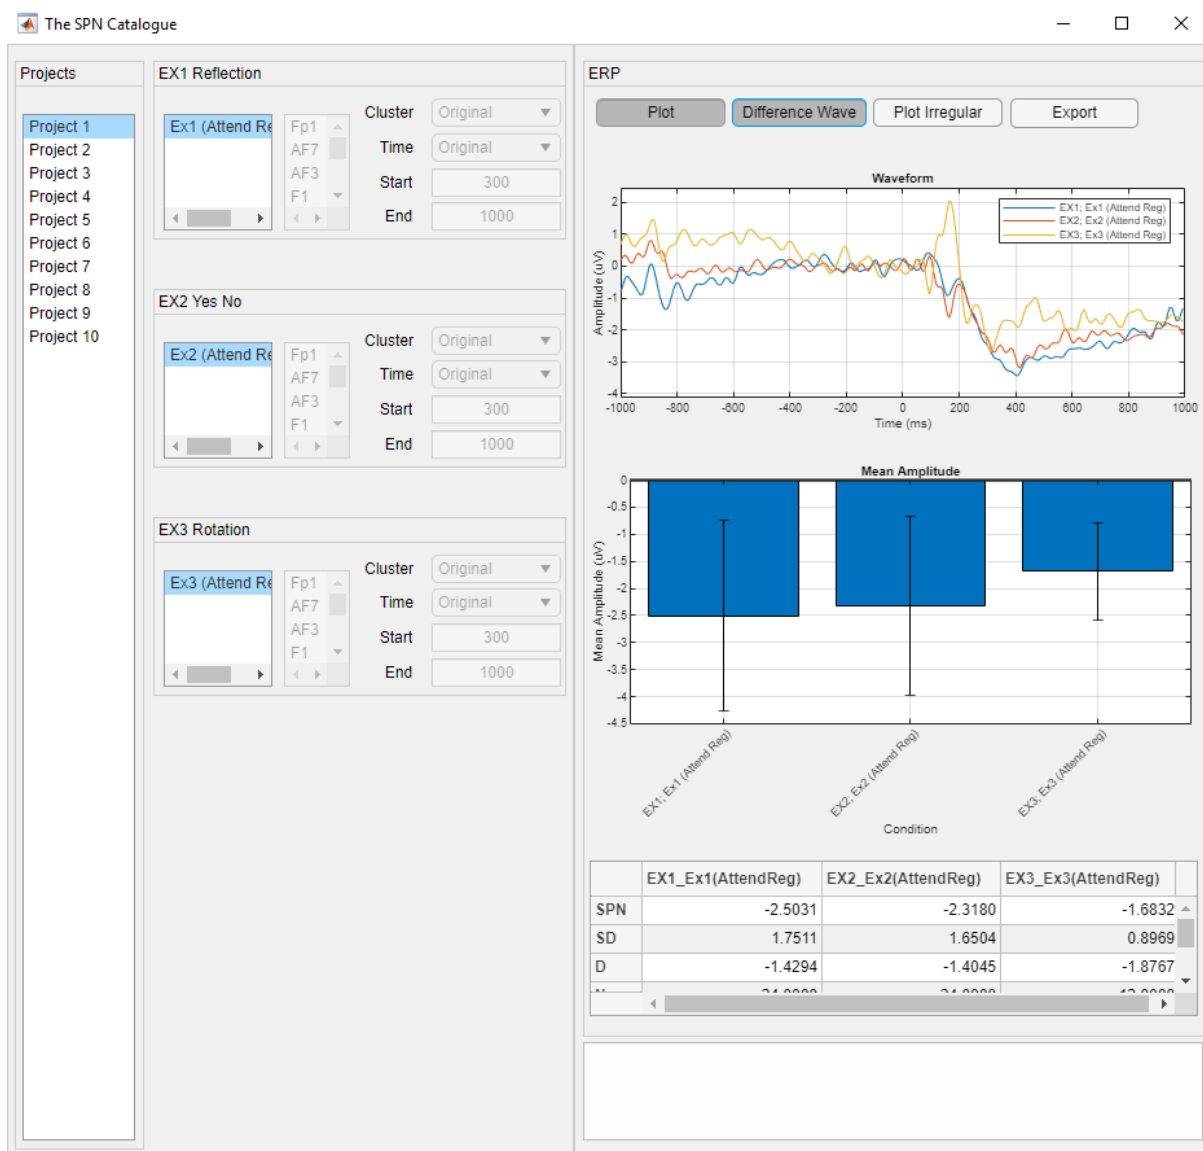 The SPN Catalogue
Projects
Project 1
Project 2
Project 3
Project 4
Project 5
Project 6
Project 7
Project 8
Project 9
Project 10
EX1 Reflection
Ex1 (Attend Re
Fp1
AF7
AF3
F1
Cluster Original
Time Original
Start 300
End 1000
EX2 Yes No
Ex2 (Attend Re
Fp1
AF7
AF3
F1
Cluster Original
Time Original
Start 300
End 1000
EX3 Rotation
Ex3 (Attend Re
Fp1
AF7
AF3
F1
Cluster Original
Time Original
Start 300
End 1000
ERP
Plot Difference Wave Plot Irregular Export
Waveform
EX1; Ex1 (Attend Reg)
EX2; Ex2 (Attend Reg)
EX3; Ex3 (Attend Reg)
Amplitude (uV)
2
1
0
-1
-2
-3
-4
-1000 -800 -600 -400 -200 0 200 400 600 800 1000
Time (ms)
Mean Amplitude
Mean Amplitude (uV)
0
-0.5
-1
-1.5
-2
-2.5
-3
-3.5
-4
-4.5
EX1; Ex1 (Attend Reg)
EX2; Ex2 (Attend Reg)
EX3; Ex3 (Attend Reg)
Condition
EX1_Ex1(AttendReg) EX2_Ex2(AttendReg) EX3_Ex3(AttendReg)
SPN -2.5031 -2.3180 -1.6832
SD 1.7511 1.6504 0.8969
D -1.4294 -1.4045 -1.8767